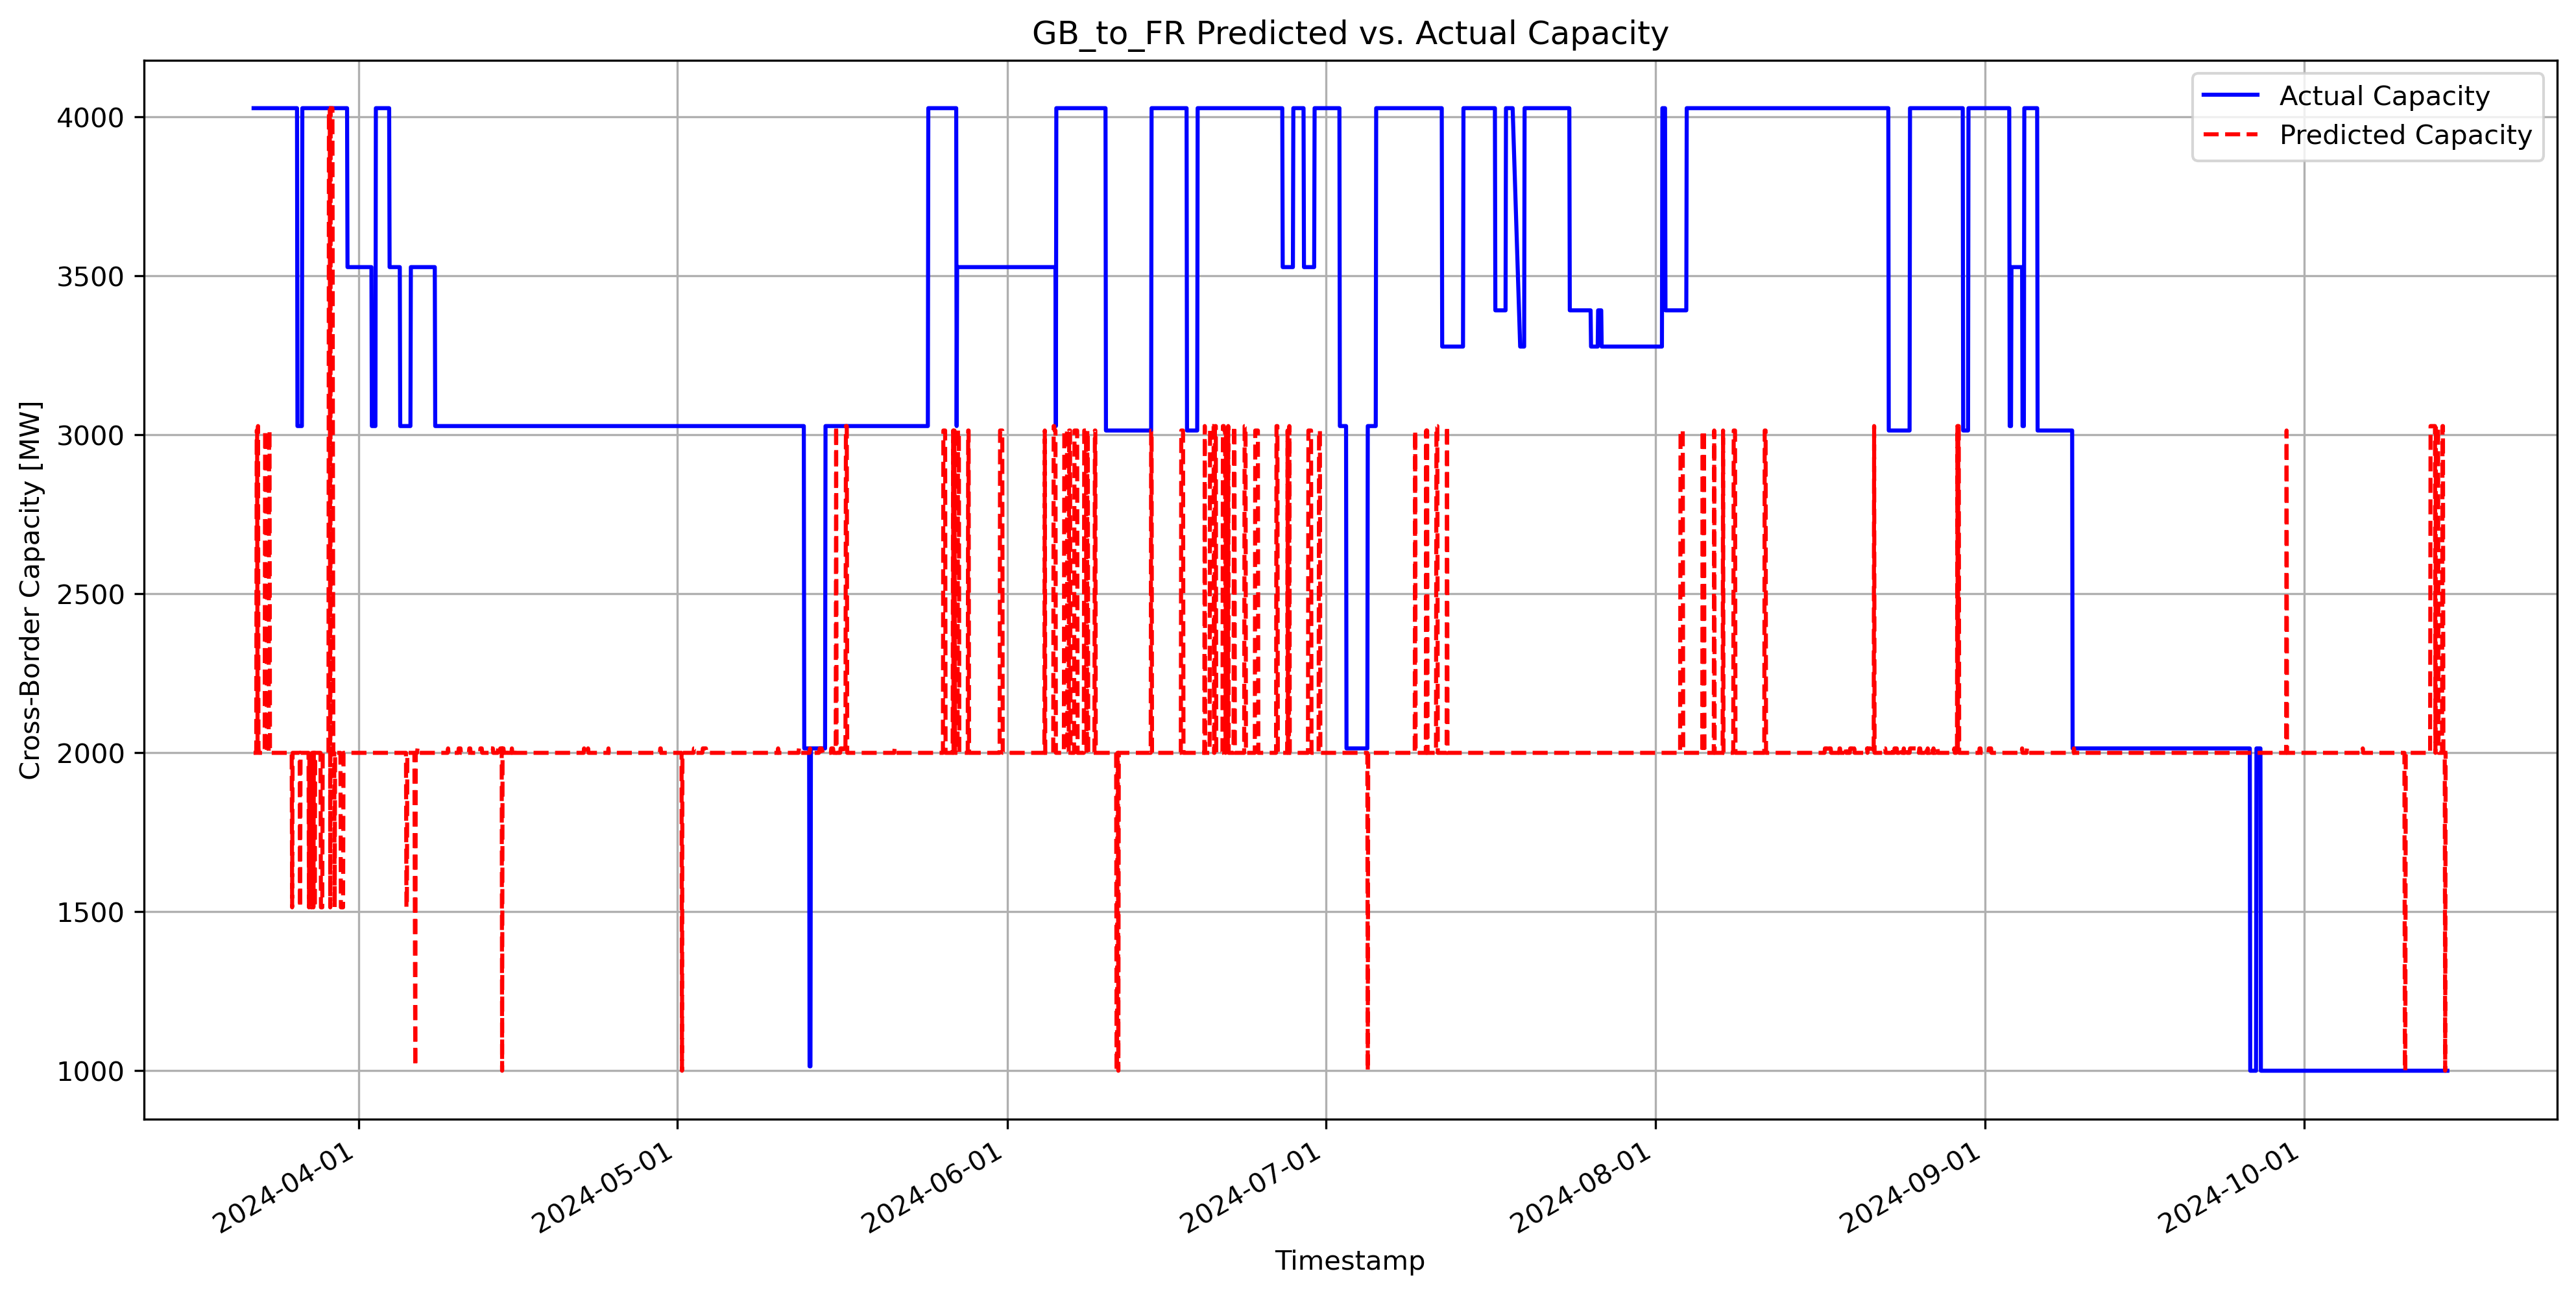 GB_to_FR Predicted vs. Actual Capacity
Actual Capacity
Predicted Capacity
Cross-Border Capacity [MW]
4000
3500
3000
2500
2000
1500
1000
2024-04-01
2024-05-01
2024-06-01
2024-07-01
2024-08-01
2024-09-01
2024-10-01
Timestamp